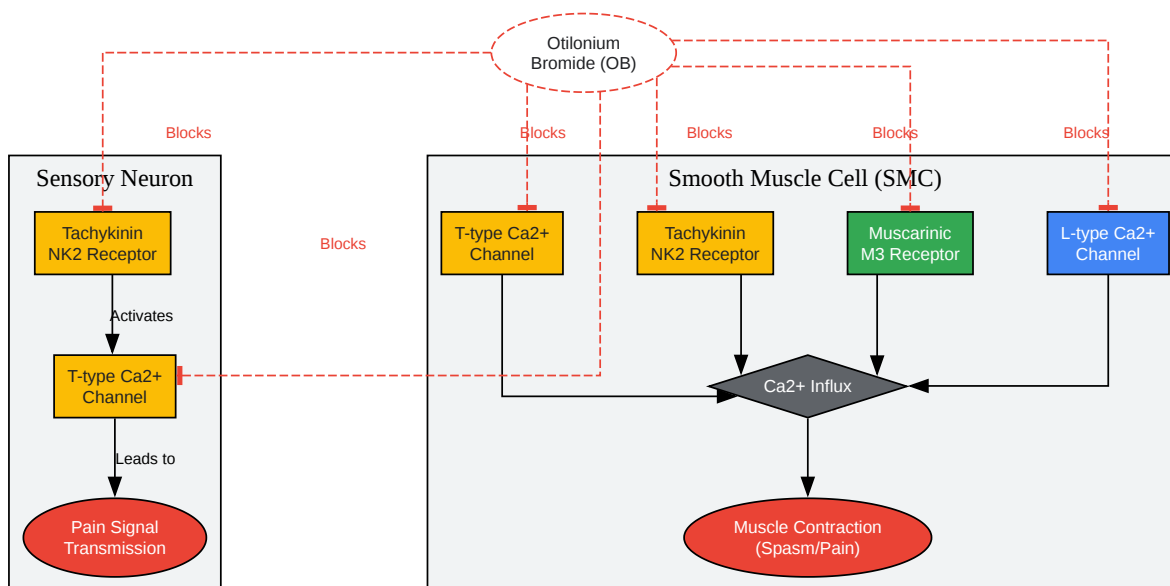 Otilonium
Bromide (OB)
Blocks
Blocks
Blocks
Blocks
Blocks
Blocks
Sensory Neuron
Smooth Muscle Cell (SMC)
Tachykinin
NK2 Receptor
T-type Ca2+
Channel
Tachykinin
NK2 Receptor
Muscarinic
M3 Receptor
L-type Ca2+
Channel
Activates
T-type Ca2+
Channel
Ca2+ Influx
Leads to
Pain Signal
Transmission
Muscle Contraction
(Spasm/Pain)